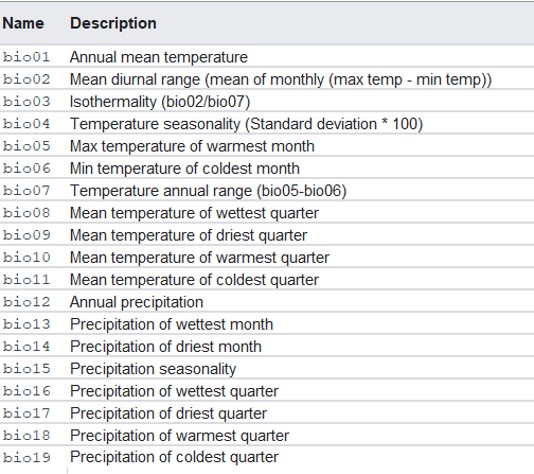 Name Description
bio01 Annual mean temperature
bio02 Mean diurnal range (mean of monthly (max temp - min temp))
bio03 Isothermality (bio02/bio07)
bio04 Temperature seasonality (Standard deviation * 100)
bio05 Max temperature of warmest month
bio06 Min temperature of coldest month
bio07 Temperature annual range (bio05-bio06)
bio08 Mean temperature of wettest quarter
bio09 Mean temperature of driest quarter
bio10 Mean temperature of warmest quarter
bio11 Mean temperature of coldest quarter
bio12 Annual precipitation
bio13 Precipitation of wettest month
bio14 Precipitation of driest month
bio15 Precipitation seasonality
bio16 Precipitation of wettest quarter
bio17 Precipitation of driest quarter
bio18 Precipitation of warmest quarter
bio19 Precipitation of coldest quarter